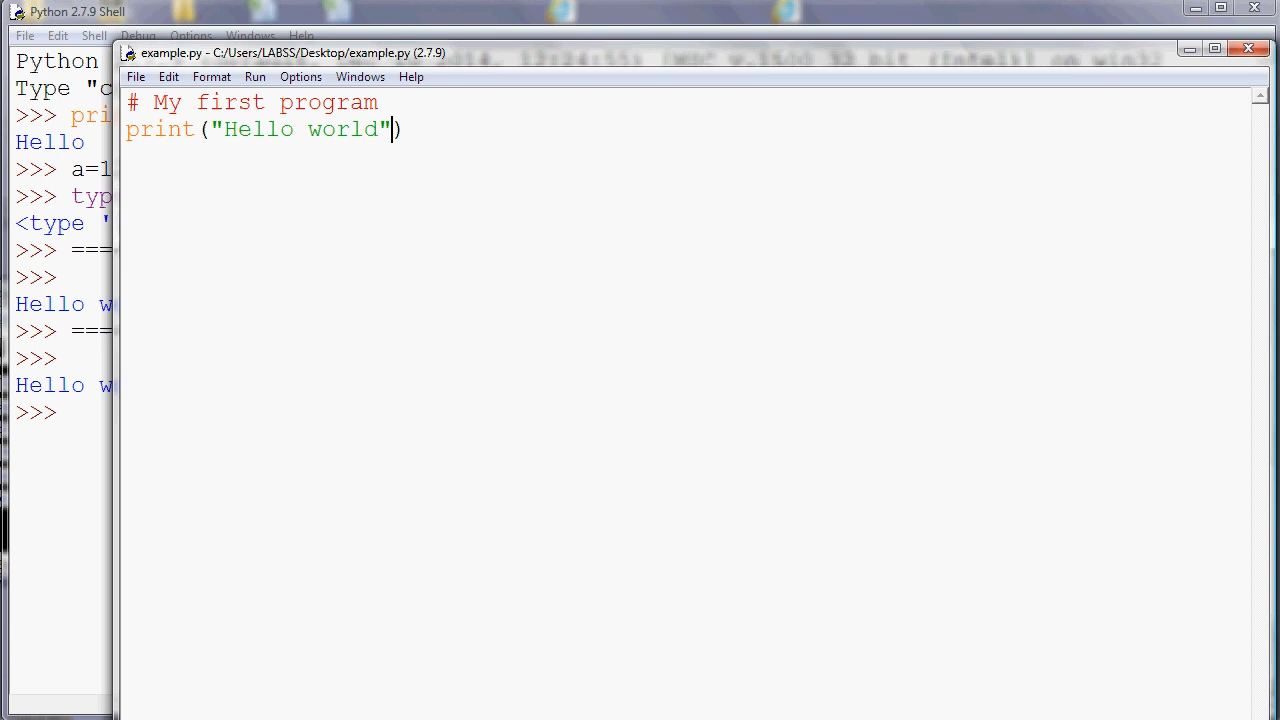 Python 2.7.9 Shell
File Edit Shell Debug Options Windows Help
Python
Type "c
>>> pri
Hello
>>> a=1
>>> typ
<type '
>>> ===
>>>
Hello w
>>> ===
>>>
Hello w
>>>
example.py - C:/Users/LABSS/Desktop/example.py (2.7.9)
File Edit Format Run Options Windows Help
# My first program
print("Hello world")